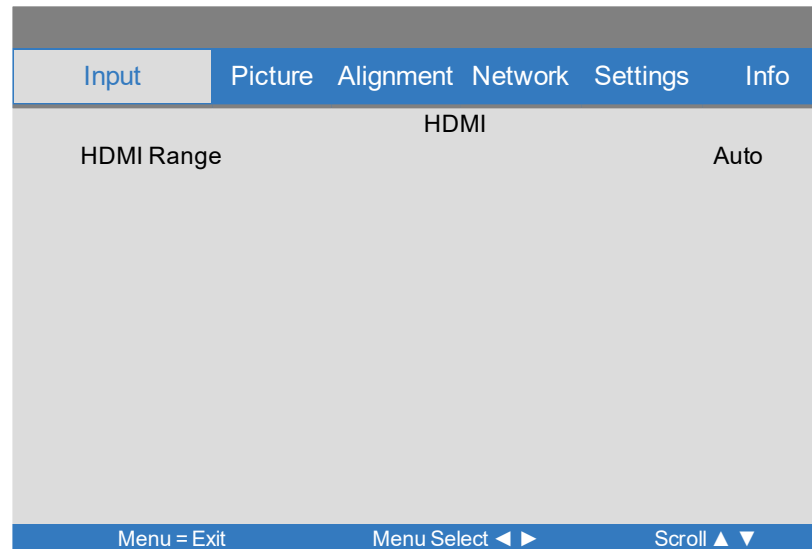 Input Picture Alignment Network Settings Info
HDMI
HDMI Range Auto
Menu = Exit Menu Select ◄ ► Scroll ▲ ▼